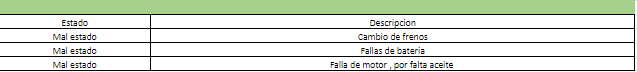 Estado Descripcion
Mal estado Cambio de frenos
Mal estado Fallas de bateria
Mal estado Falla de motor , por falta aceite